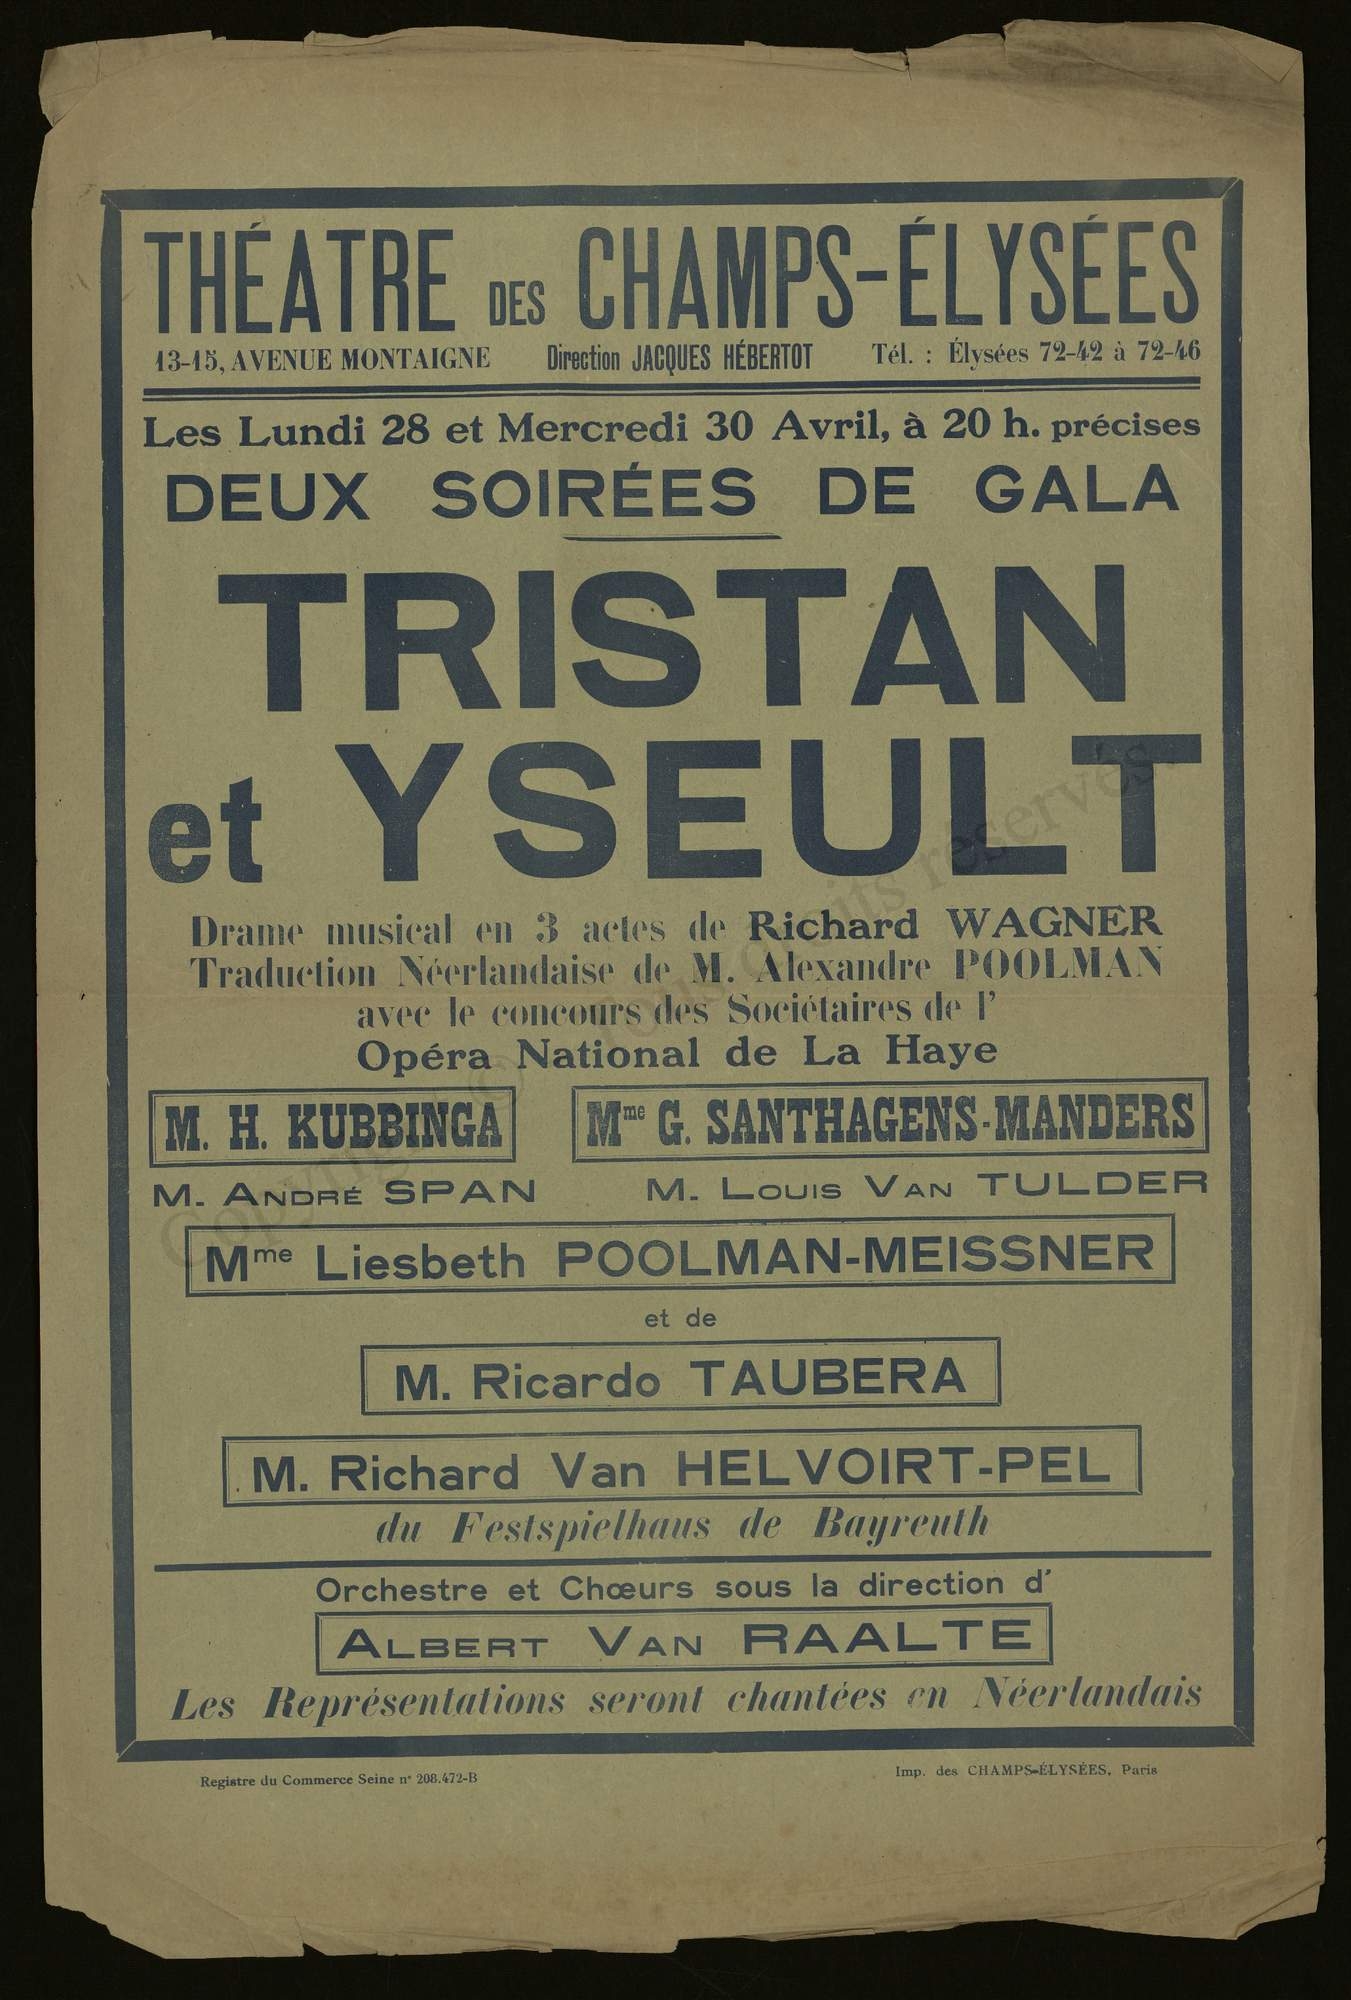 THÉATRE DES CHAMPS-ÉLYSÉES
13-15, AVENUE MONTAIGNE Direction JACQUES HÉBERTOT Tél. : Élysées 72-42 à 72-46
Les Lundi 28 et Mercredi 30 Avril, à 20 h. précises
DEUX SOIRÉES DE GALA
TRISTAN
et YSEULT
Drame musical en 3 actes de Richard WAGNER
Traduction Néerlandaise de M. Alexandre POOLMAN
avec le concours des Sociétaires de l'
Opéra National de La Haye
M. H. KUBBINGA Mme G. SANTHAGENS-MANDERS
M. ANDRÉ SPAN M. LOUIS VAN TULDER
Mme Liesbeth POOLMAN-MEISSNER
et de
M. Ricardo TAUBERA
M. Richard Van HELVOIRT-PEL
du Festspielhaus de Bayreuth
Orchestre et Chœurs sous la direction d'
ALBERT VAN RAALTE
Les Représentations seront chantées en Néerlandais
Registre du Commerce Seine n° 208.472-B Imp. des CHAMPS-ÉLYSÉES, Paris
Copyright © - Tous droits réservés.